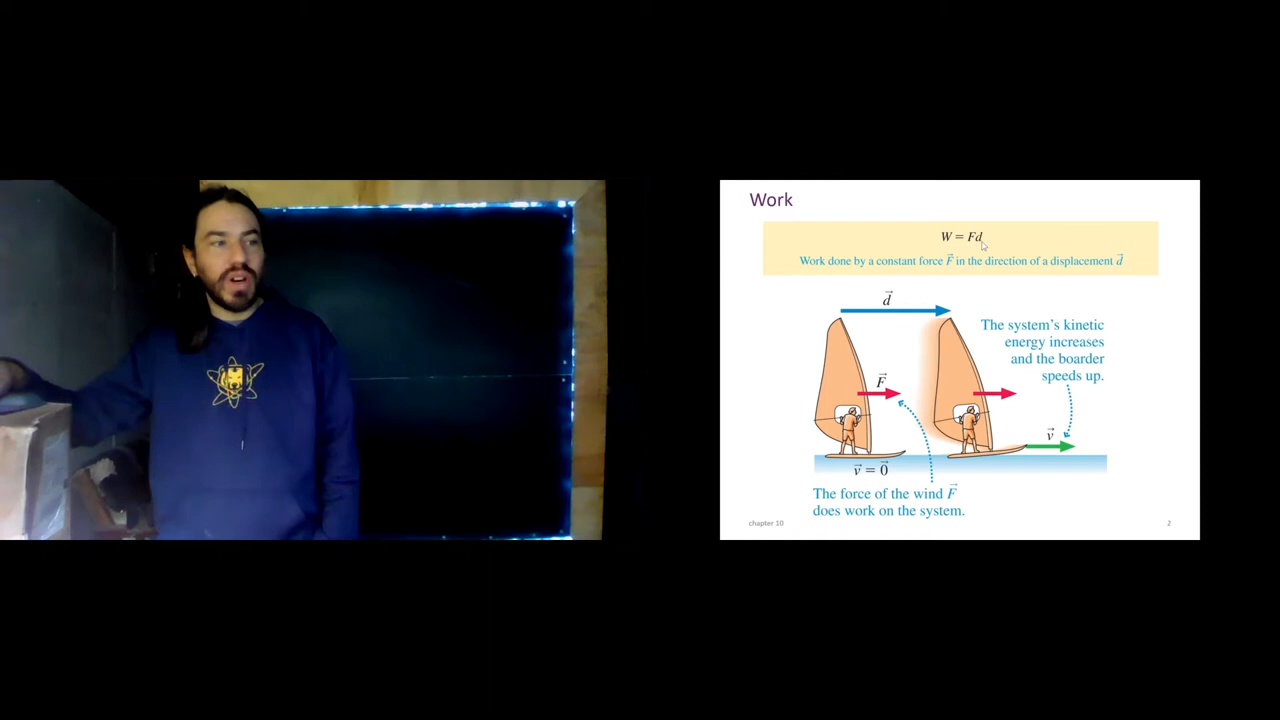 Work
W = Fd
Work done by a constant force F⃗ in the direction of a displacement d⃗
d⃗
The system's kinetic
energy increases
and the boarder
speeds up.
F⃗
v⃗
v⃗ = 0⃗
The force of the wind F⃗
does work on the system.
chapter 10
2